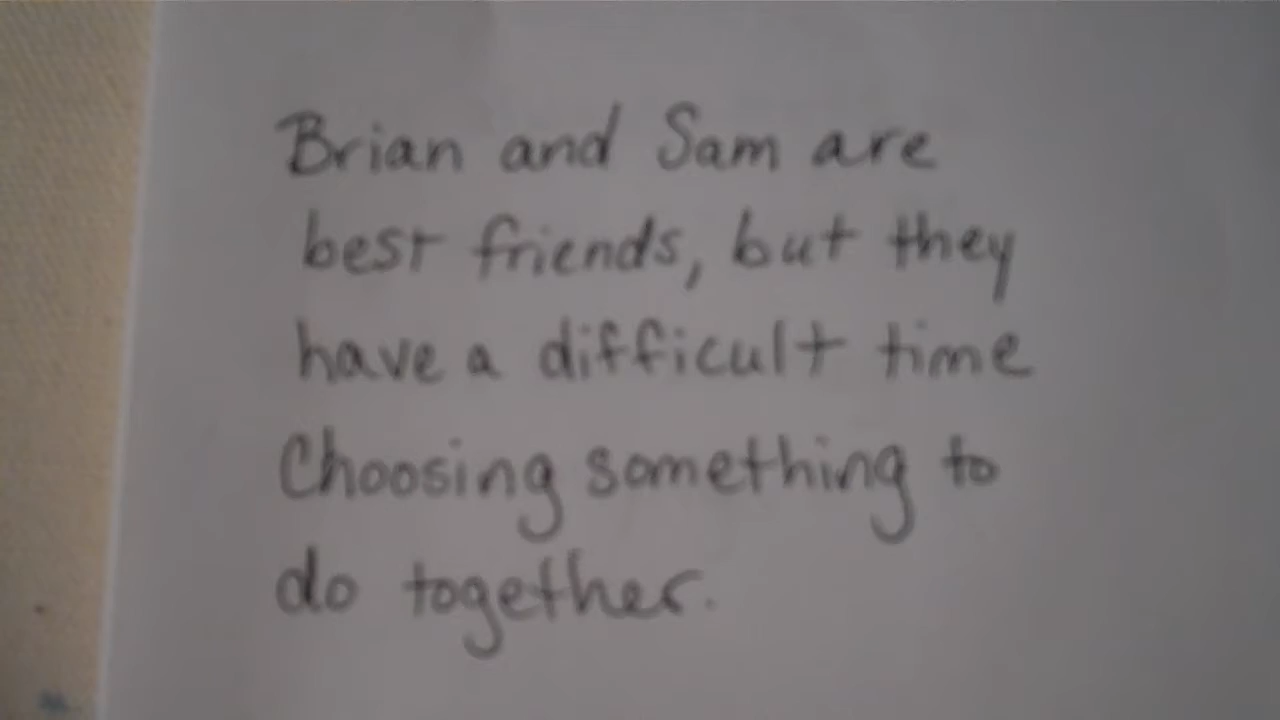 Brian and Sam are
best friends, but they
have a difficult time
Choosing something to
do together.